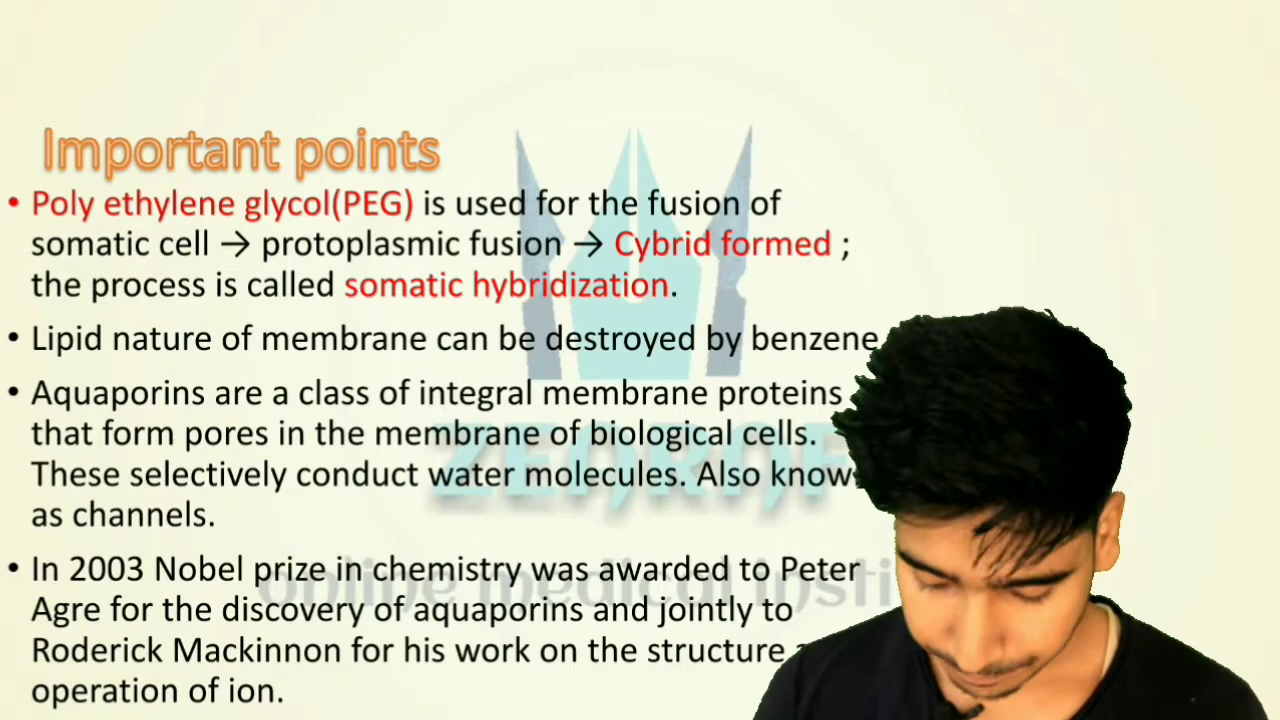 Important points
• Poly ethylene glycol(PEG) is used for the fusion of
somatic cell → protoplasmic fusion → Cybrid formed ;
the process is called somatic hybridization.
• Lipid nature of membrane can be destroyed by benzene
• Aquaporins are a class of integral membrane proteins
that form pores in the membrane of biological cells.
These selectively conduct water molecules. Also know
as channels.
• In 2003 Nobel prize in chemistry was awarded to Peter
Agre for the discovery of aquaporins and jointly to
Roderick Mackinnon for his work on the structure
operation of ion.
online medical